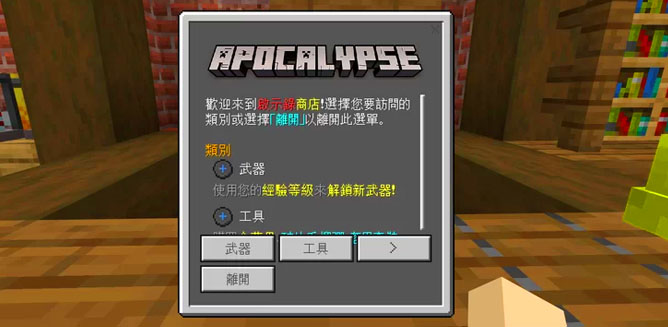 APOCALYPSE
歡迎來到啟示錄商店!選擇您要訪問的
類別或選擇「離開」以離開此選單。
類別
武器
使用您的經驗等級來解鎖新武器!
工具
武器
工具
>
離開